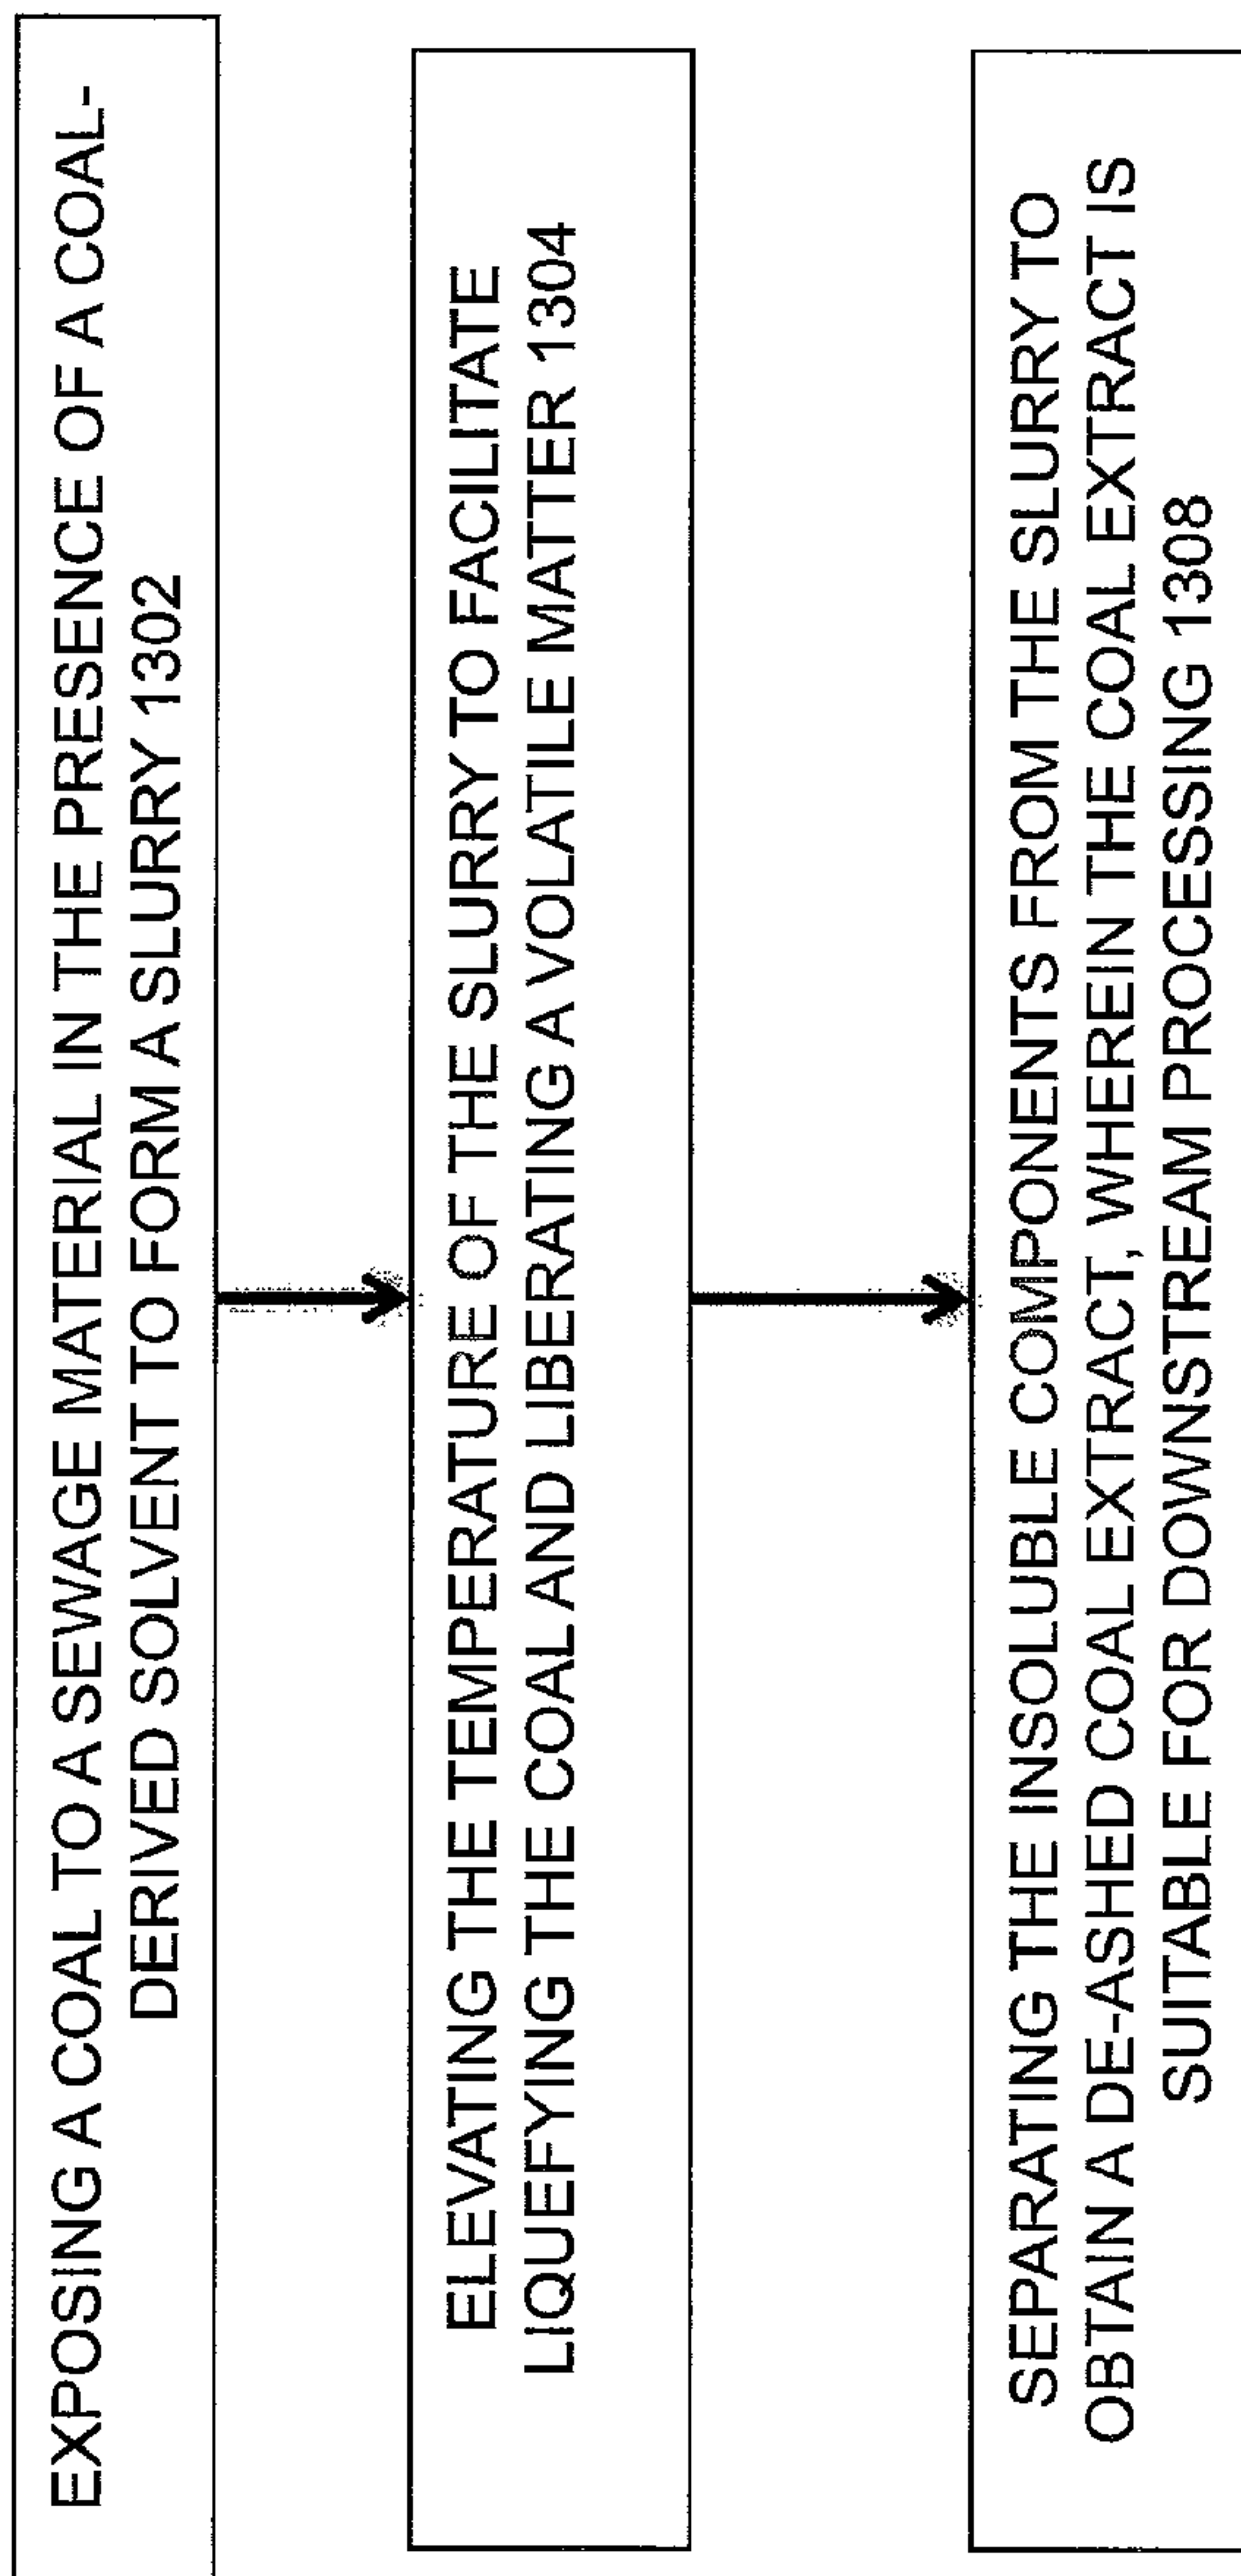 EXPOSING A COAL TO A SEWAGE MATERIAL IN THE PRESENCE OF A COAL-
DERIVED SOLVENT TO FORM A SLURRY 1302
ELEVATING THE TEMPERATURE OF THE SLURRY TO FACILITATE
LIQUEFYING THE COAL AND LIBERATING A VOLATILE MATTER 1304
SEPARATING THE INSOLUBLE COMPONENTS FROM THE SLURRY TO
OBTAIN A DE-ASHED COAL EXTRACT, WHEREIN THE COAL EXTRACT IS
SUITABLE FOR DOWNSTREAM PROCESSING 1308